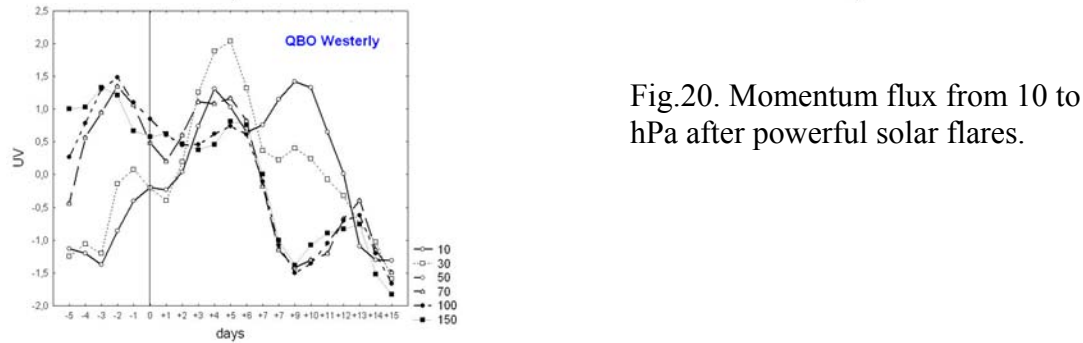 2,5
2,0
1,5
1,0
0,5
0,0
-0,5
-1,0
-1,5
-2,0
UV
QBO Westerly
-5 -4 -3 -2 -1 0 +1 +2 +3 +4 +5 +6 +7 +7 +9 +10 +11 +12 +13 +14 +15
days
10
30
50
70
100
150
Fig.20. Momentum flux from 10 to
hPa after powerful solar flares.